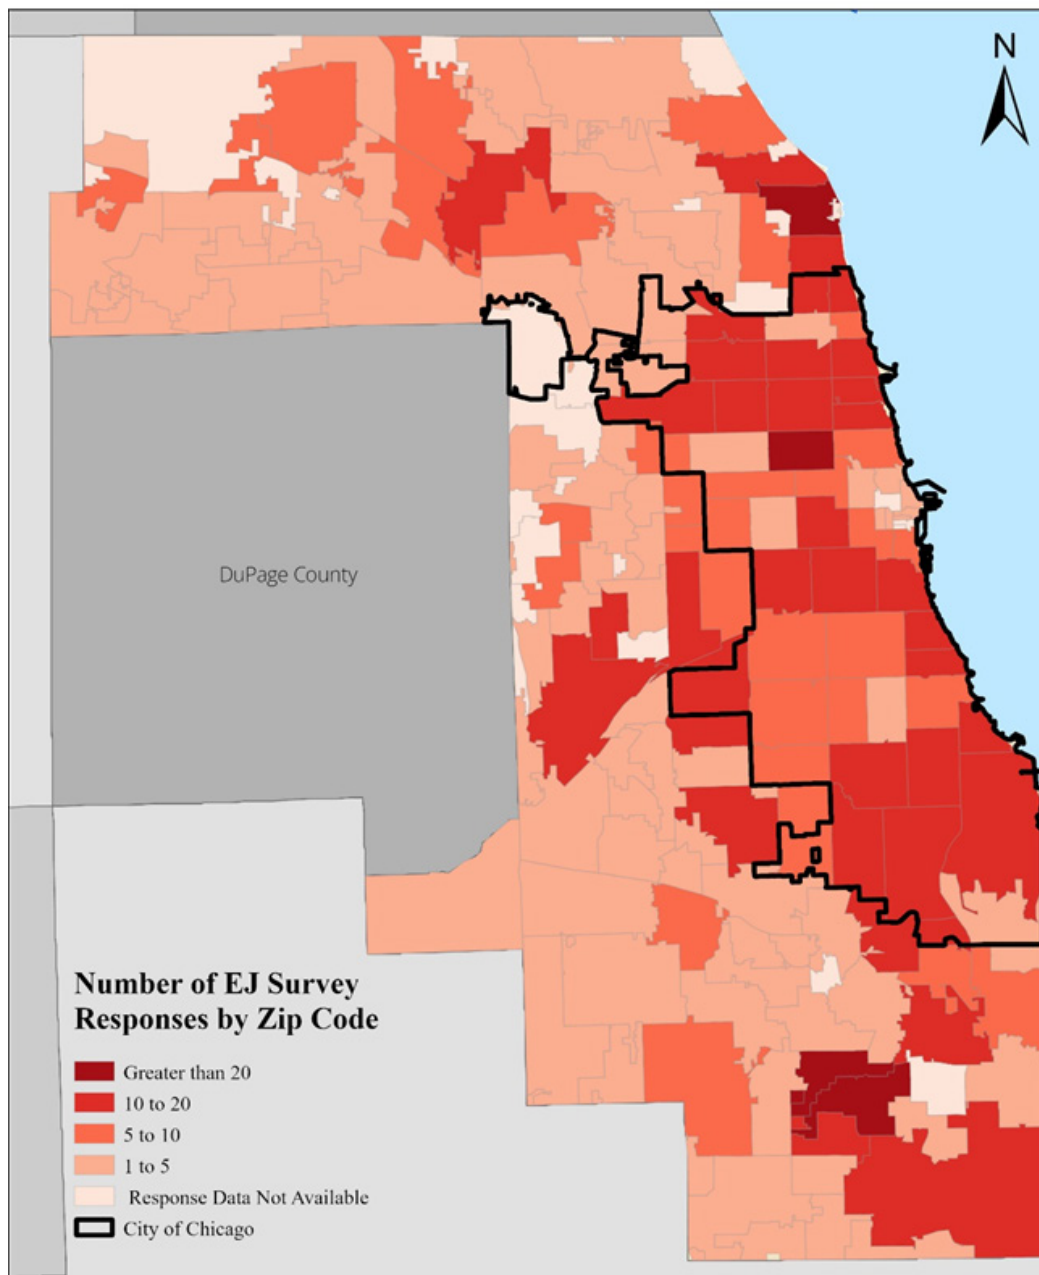 N
DuPage County
Number of EJ Survey
Responses by Zip Code
Greater than 20
10 to 20
5 to 10
1 to 5
Response Data Not Available
City of Chicago